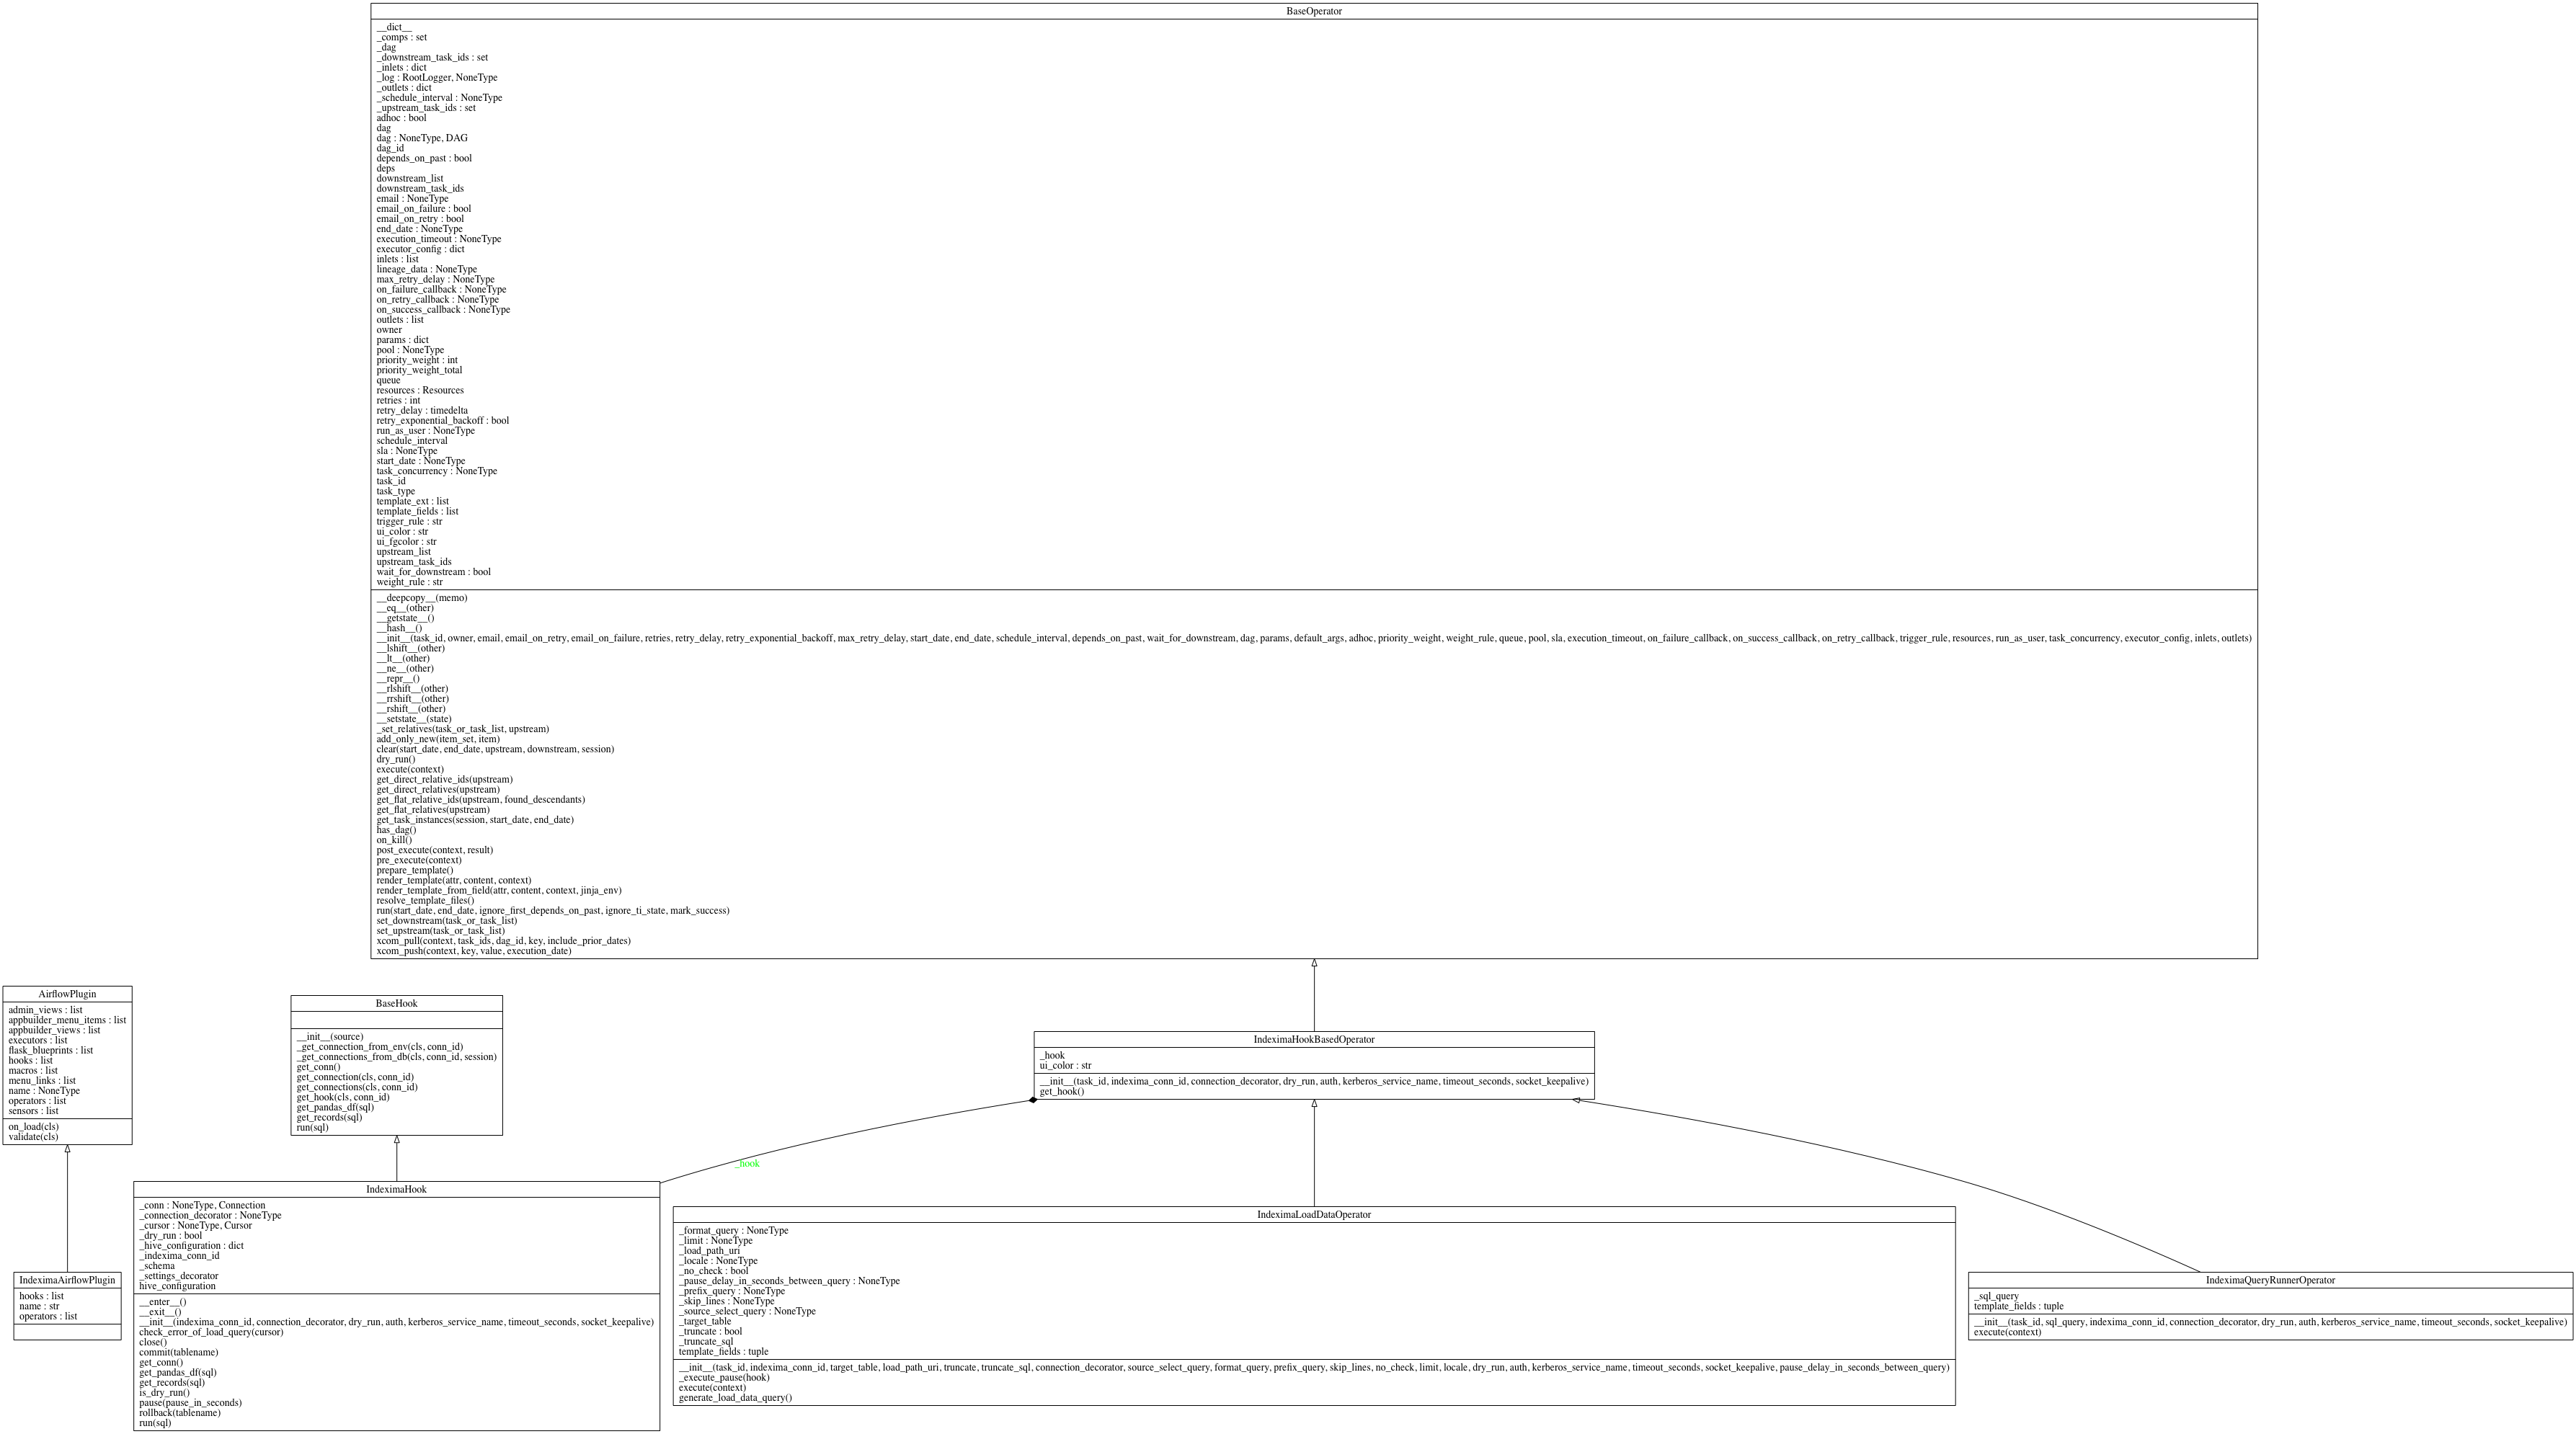 BaseOperator
__dict__
_comps : set
_dag
_downstream_task_ids : set
_inlets : dict
_log : RootLogger, NoneType
_outlets : dict
_schedule_interval : NoneType
_upstream_task_ids : set
adhoc : bool
dag
dag : NoneType, DAG
dag_id
depends_on_past : bool
deps
downstream_list
downstream_task_ids
email : NoneType
email_on_failure : bool
email_on_retry : bool
end_date : NoneType
execution_timeout : NoneType
executor_config : dict
inlets : list
lineage_data : NoneType
max_retry_delay : NoneType
on_failure_callback : NoneType
on_retry_callback : NoneType
on_success_callback : NoneType
outlets : list
owner
params : dict
pool : NoneType
priority_weight : int
priority_weight_total
queue
resources : Resources
retries : int
retry_delay : timedelta
retry_exponential_backoff : bool
run_as_user : NoneType
schedule_interval
sla : NoneType
start_date : NoneType
task_concurrency : NoneType
task_id
task_type
template_ext : list
template_fields : list
trigger_rule : str
ui_color : str
ui_fgcolor : str
upstream_list
upstream_task_ids
wait_for_downstream : bool
weight_rule : str
__deepcopy__(memo)
__eq__(other)
__getstate__()
__hash__()
__init__(task_id, owner, email, email_on_retry, email_on_failure, retries, retry_delay, retry_exponential_backoff, max_retry_delay, start_date, end_date, schedule_interval, depends_on_past, wait_for_downstream, dag, params, default_args, adhoc, priority_weight, weight_rule, queue, pool, sla, execution_timeout, on_failure_callback, on_success_callback, on_retry_callback, trigger_rule, resources, run_as_user, task_concurrency, executor_config, inlets, outlets)
__lshift__(other)
__lt__(other)
__ne__(other)
__repr__()
__rlshift__(other)
__rrshift__(other)
__rshift__(other)
__setstate__(state)
_set_relatives(task_or_task_list, upstream)
add_only_new(item_set, item)
clear(start_date, end_date, upstream, downstream, session)
dry_run()
execute(context)
get_direct_relative_ids(upstream)
get_direct_relatives(upstream)
get_flat_relative_ids(upstream, found_descendants)
get_flat_relatives(upstream)
get_task_instances(session, start_date, end_date)
has_dag()
on_kill()
post_execute(context, result)
pre_execute(context)
prepare_template()
render_template(attr, content, context)
render_template_from_field(attr, content, context, jinja_env)
resolve_template_files()
run(start_date, end_date, ignore_first_depends_on_past, ignore_ti_state, mark_success)
set_downstream(task_or_task_list)
set_upstream(task_or_task_list)
xcom_pull(context, task_ids, dag_id, key, include_prior_dates)
xcom_push(context, key, value, execution_date)
AirflowPlugin
admin_views : list
appbuilder_menu_items : list
appbuilder_views : list
executors : list
flask_blueprints : list
hooks : list
macros : list
menu_links : list
name : NoneType
operators : list
sensors : list
on_load(cls)
validate(cls)
BaseHook
__init__(source)
_get_connection_from_env(cls, conn_id)
_get_connections_from_db(cls, conn_id, session)
get_conn()
get_connection(cls, conn_id)
get_connections(cls, conn_id)
get_hook(cls, conn_id)
get_pandas_df(sql)
get_records(sql)
run(sql)
IndeximaHookBasedOperator
_hook
ui_color : str
__init__(task_id, indexima_conn_id, connection_decorator, dry_run, auth, kerberos_service_name, timeout_seconds, socket_keepalive)
get_hook()
_hook
IndeximaAirflowPlugin
hooks : list
name : str
operators : list
IndeximaHook
_conn : NoneType, Connection
_connection_decorator : NoneType
_cursor : NoneType, Cursor
_dry_run : bool
_hive_configuration : dict
_indexima_conn_id
_schema
_settings_decorator
hive_configuration
__enter__()
__exit__()
__init__(indexima_conn_id, connection_decorator, dry_run, auth, kerberos_service_name, timeout_seconds, socket_keepalive)
check_error_of_load_query(cursor)
close()
commit(tablename)
get_conn()
get_pandas_df(sql)
get_records(sql)
is_dry_run()
pause(pause_in_seconds)
rollback(tablename)
run(sql)
IndeximaLoadDataOperator
_format_query : NoneType
_limit : NoneType
_load_path_uri
_locale : NoneType
_no_check : bool
_pause_delay_in_seconds_between_query : NoneType
_prefix_query : NoneType
_skip_lines : NoneType
_source_select_query : NoneType
_target_table
_truncate : bool
_truncate_sql
template_fields : tuple
__init__(task_id, indexima_conn_id, target_table, load_path_uri, truncate, truncate_sql, connection_decorator, source_select_query, format_query, prefix_query, skip_lines, no_check, limit, locale, dry_run, auth, kerberos_service_name, timeout_seconds, socket_keepalive, pause_delay_in_seconds_between_query)
_execute_pause(hook)
execute(context)
generate_load_data_query()
IndeximaQueryRunnerOperator
_sql_query
template_fields : tuple
__init__(task_id, sql_query, indexima_conn_id, connection_decorator, dry_run, auth, kerberos_service_name, timeout_seconds, socket_keepalive)
execute(context)